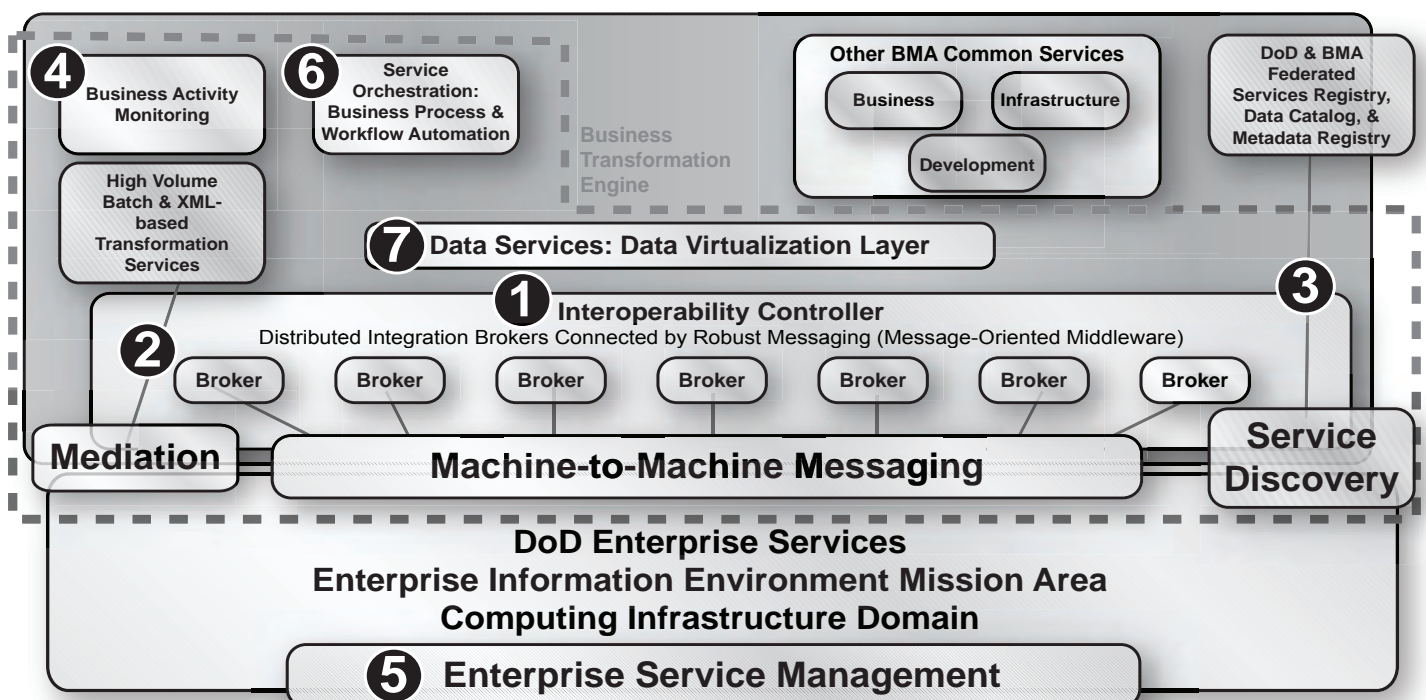 4
Business Activity
Monitoring
6
Service
Orchestration:
Business Process &
Workflow Automation
Business
Transformation
Engine
Other BMA Common Services
Business
Infrastructure
Development
DoD & BMA
Federated
Services Registry,
Data Catalog, &
Metadata Registry
High Volume
Batch & XML-
based
Transformation
Services
7 Data Services: Data Virtualization Layer
3
1
Interoperability Controller
Distributed Integration Brokers Connected by Robust Messaging (Message-Oriented Middleware)
2
Broker
Broker
Broker
Broker
Broker
Broker
Broker
Mediation
Machine-to-Machine Messaging
Service
Discovery
DoD Enterprise Services
Enterprise Information Environment Mission Area
Computing Infrastructure Domain
5 Enterprise Service Management